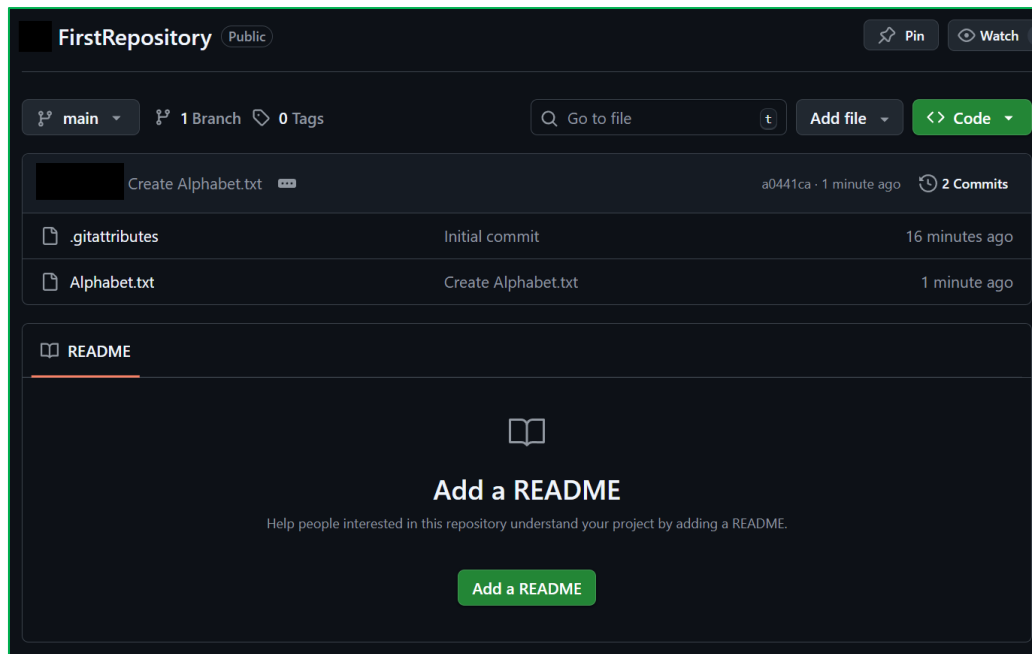 FirstRepository Public Pin Watch
main 1 Branch 0 Tags Go to file t Add file Code
Create Alphabet.txt a0441ca · 1 minute ago 2 Commits
.gitattributes Initial commit 16 minutes ago
Alphabet.txt Create Alphabet.txt 1 minute ago
README
Add a README
Help people interested in this repository understand your project by adding a README.
Add a README